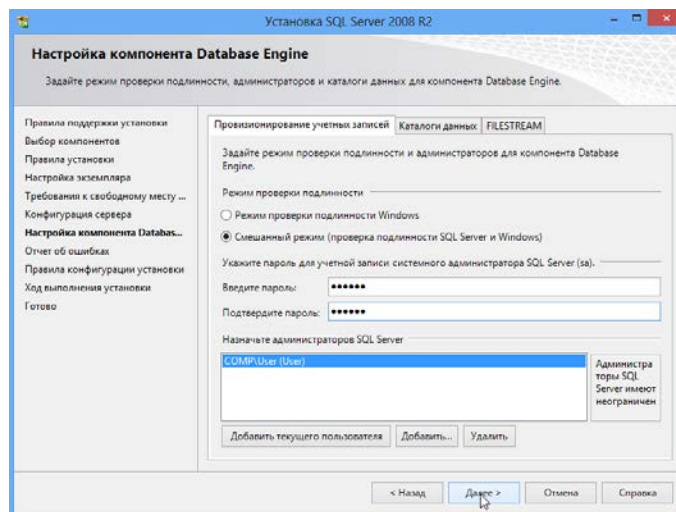 Установка SQL Server 2008 R2
Настройка компонента Database Engine
Задайте режим проверки подлинности, администраторов и каталоги данных для компонента Database Engine.
Правила поддержки установки
Выбор компонентов
Правила установки
Настройка экземпляра
Требования к свободному месту ...
Конфигурация сервера
Настройка компонента Databas...
Отчет об ошибках
Правила конфигурации установки
Ход выполнения установки
Готово
Провизионирование учетных записей
Каталоги данных
FILESTREAM
Задайте режим проверки подлинности и администраторов для компонента Database
Engine.
Режим проверки подлинности
Режим проверки подлинности Windows
Смешанный режим (проверка подлинности SQL Server и Windows)
Укажите пароль для учетной записи системного администратора SQL Server (sa).
Введите пароль: ●●●●●●
Подтвердите пароль: ●●●●●●
Назначьте администраторов SQL Server
COMP\User (User)
Администра
торы SQL
Server имеют
неограничен
Добавить текущего пользователя
Добавить...
Удалить
< Назад
Далее >
Отмена
Справка